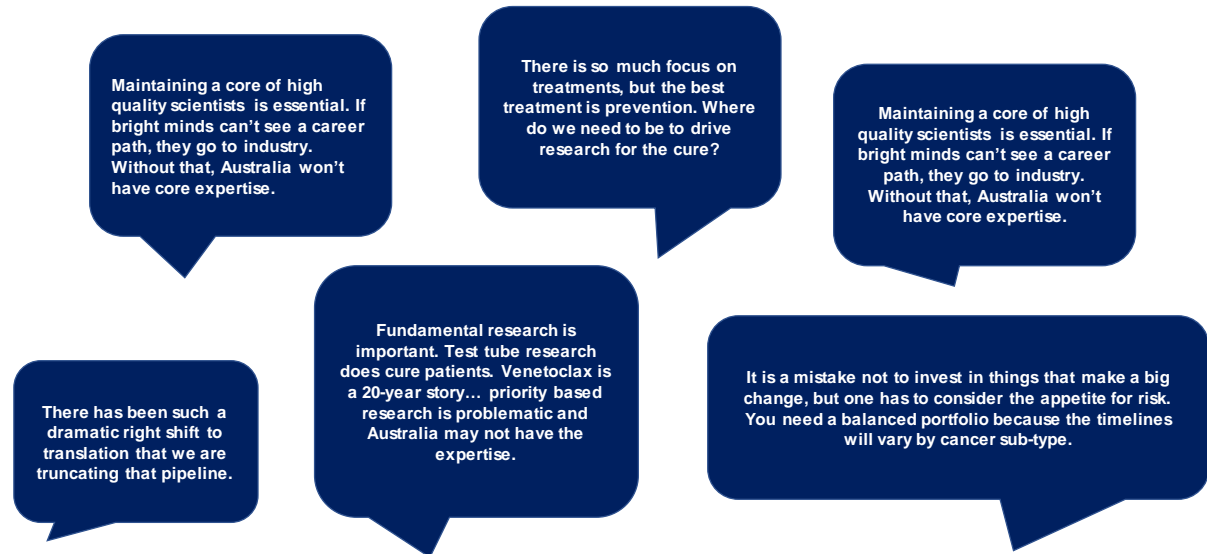 Maintaining a core of high
quality scientists is essential. If
bright minds can’t see a career
path, they go to industry.
Without that, Australia won’t
have core expertise.
There is so much focus on
treatments, but the best
treatment is prevention. Where
do we need to be to drive
research for the cure?
Maintaining a core of high
quality scientists is essential. If
bright minds can’t see a career
path, they go to industry.
Without that, Australia won’t
have core expertise.
There has been such a
dramatic right shift to
translation that we are
truncating that pipeline.
Fundamental research is
important. Test tube research
does cure patients. Venetoclax is
a 20-year story… priority based
research is problematic and
Australia may not have the
expertise.
It is a mistake not to invest in things that make a big
change, but one has to consider the appetite for risk.
You need a balanced portfolio because the timelines
will vary by cancer sub-type.